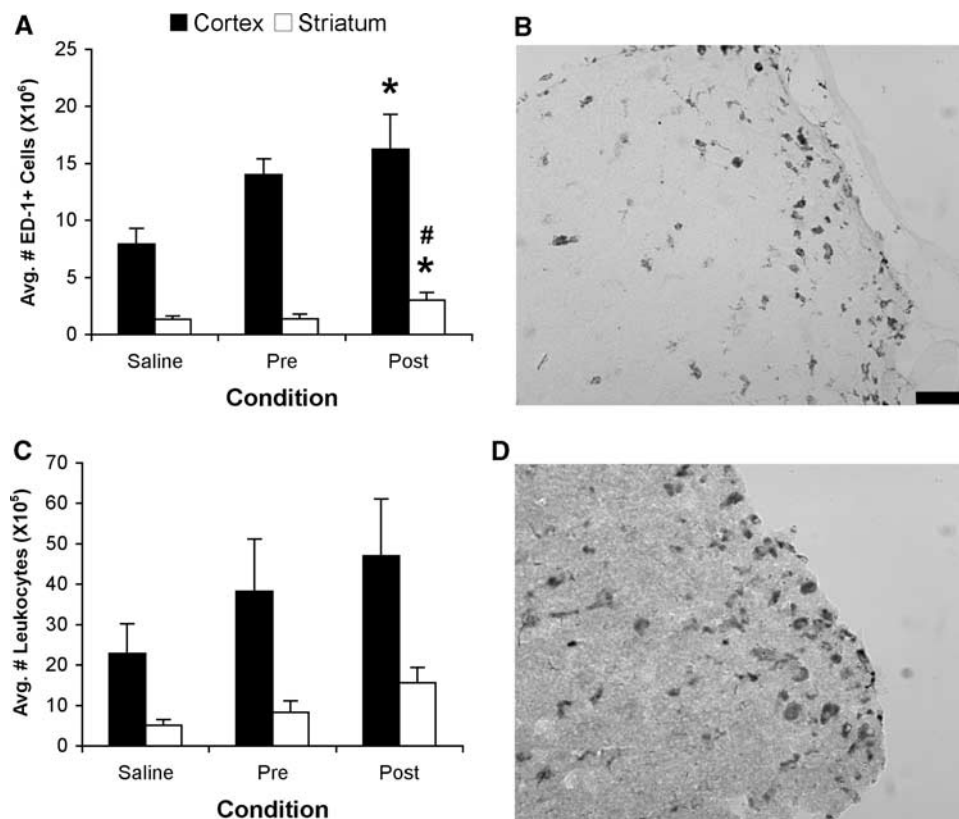 A
Cortex Striatum
25
20
15
10
5
0
Avg. # ED-1+ Cells (X10⁶)
*
#
*
Saline Pre Post
Condition
B
C
70
60
50
40
30
20
10
0
Avg. # Leukocytes (X10⁵)
Saline Pre Post
Condition
D